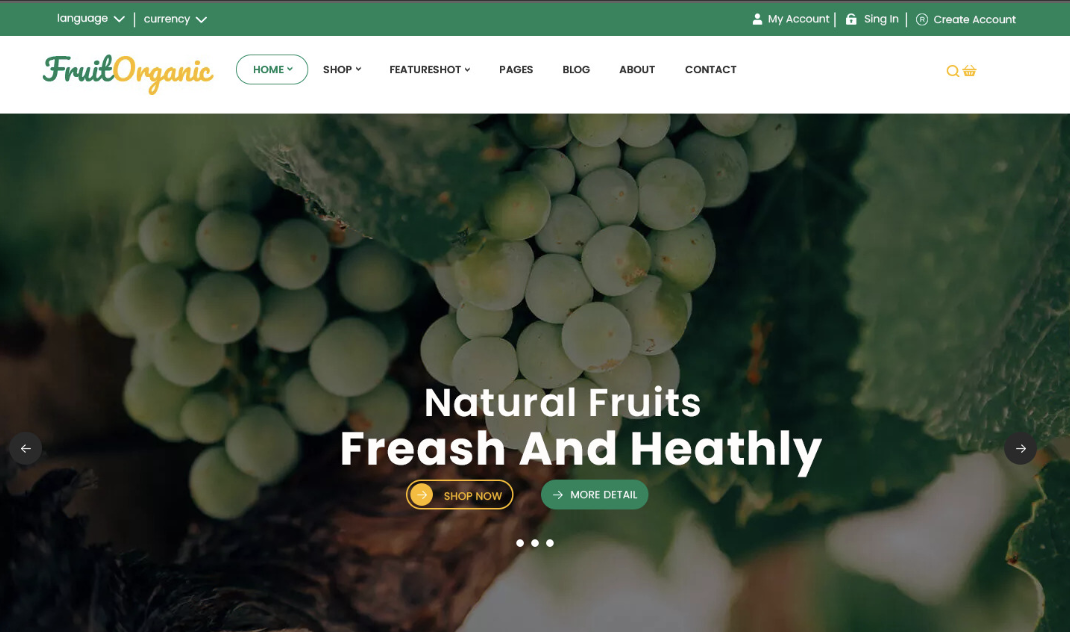 language currency My Account Sing In R Create Account
FruitOrganic HOME SHOP FEATURESHOT PAGES BLOG ABOUT CONTACT
Natural Fruits
Freash And Heathly
SHOP NOW MORE DETAIL